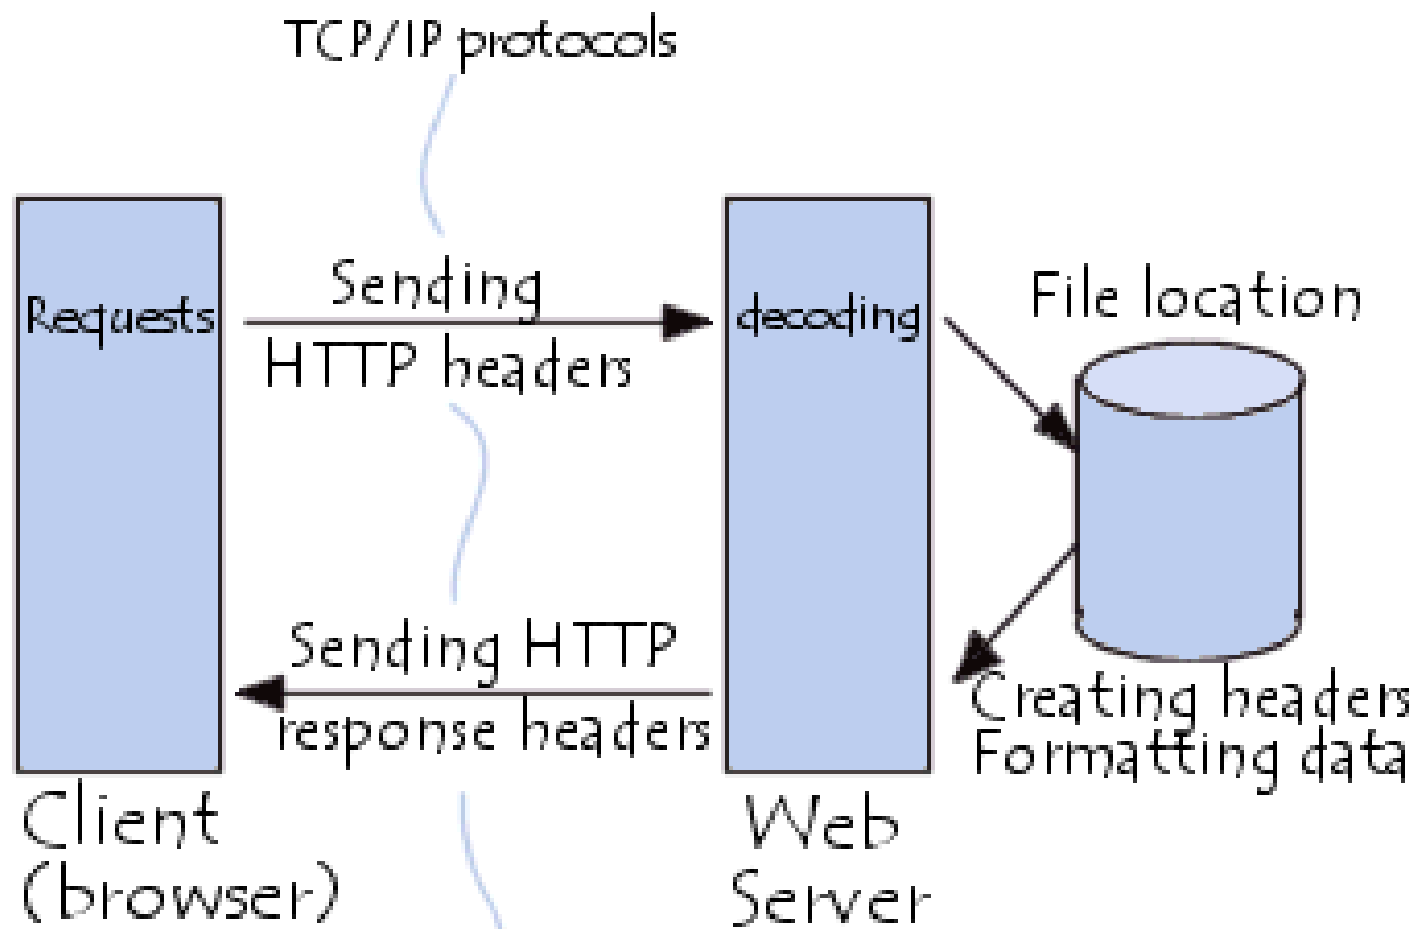 TCP/IP protocols
Sending
HTTP headers
Requests
decoding
File location
Sending HTTP
response headers
Creating headers
Formatting data
Client
(browser)
Web
Server